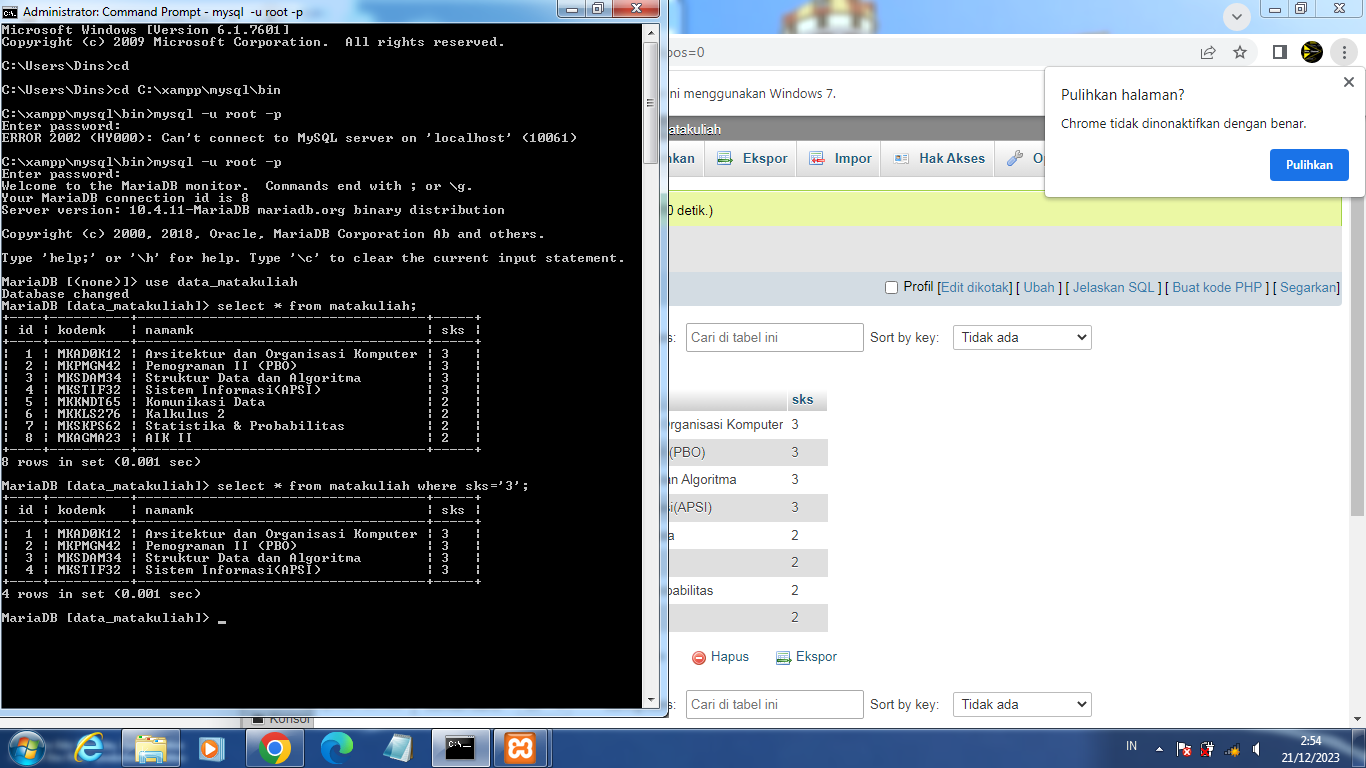 Administrator: Command Prompt - mysql -u root -p
Microsoft Windows [Version 6.1.7601]
Copyright (c) 2009 Microsoft Corporation. All rights reserved.
C:\Users\Dins>cd
C:\Users\Dins>cd C:\xampp\mysql\bin
C:\xampp\mysql\bin>mysql -u root -p
Enter password:
ERROR 2002 (HY000): Can't connect to MySQL server on 'localhost' (10061)
C:\xampp\mysql\bin>mysql -u root -p
Enter password:
Welcome to the MariaDB monitor. Commands end with ; or \g.
Your MariaDB connection id is 8
Server version: 10.4.11-MariaDB mariadb.org binary distribution
Copyright (c) 2000, 2018, Oracle, MariaDB Corporation Ab and others.
Type 'help;' or '\h' for help. Type '\c' to clear the current input statement.
MariaDB [(none)]> use data_matakuliah
Database changed
MariaDB [data_matakuliah]> select * from matakuliah;
+----+----------+------------------------------------+-----+
| id | kodemk | namamk | sks |
+----+----------+------------------------------------+-----+
| 1 | MKADOK12 | Arsitektur dan Organisasi Komputer | 3 |
| 2 | MKPMGN42 | Pemograman II (PBO) | 3 |
| 3 | MKSDAM34 | Struktur Data dan Algoritma | 3 |
| 4 | MKSTIF32 | Sistem Informasi(APSI) | 3 |
| 5 | MKKNDT65 | Komunikasi Data | 2 |
| 6 | MKKLS276 | Kalkulus 2 | 2 |
| 7 | MKSKPS62 | Statistika & Probabilitas | 2 |
| 8 | MKAGMA23 | AIK II | 2 |
+----+----------+------------------------------------+-----+
8 rows in set (0.001 sec)
MariaDB [data_matakuliah]> select * from matakuliah where sks='3';
+----+----------+------------------------------------+-----+
| id | kodemk | namamk | sks |
+----+----------+------------------------------------+-----+
| 1 | MKADOK12 | Arsitektur dan Organisasi Komputer | 3 |
| 2 | MKPMGN42 | Pemograman II (PBO) | 3 |
| 3 | MKSDAM34 | Struktur Data dan Algoritma | 3 |
| 4 | MKSTIF32 | Sistem Informasi(APSI) | 3 |
+----+----------+------------------------------------+-----+
4 rows in set (0.001 sec)
MariaDB [data_matakuliah]> _
pos=0
ni menggunakan Windows 7.
Pulihkan halaman?
Chrome tidak dinonaktifkan dengan benar.
Pulihkan
matakuliah
hkan Ekspor Impor Hak Akses Op
0 detik.)
Profil [Edit dikotak] [ Ubah ] [ Jelaskan SQL ] [ Buat kode PHP ] [ Segarkan]
s: Cari di tabel ini Sort by key: Tidak ada
sks
rganisasi Komputer 3
(PBO) 3
an Algoritma 3
si(APSI) 3
a 2
2
babilitas 2
2
Hapus Ekspor
s: Cari di tabel ini Sort by key: Tidak ada
Konsol
IN 2:54
21/12/2023